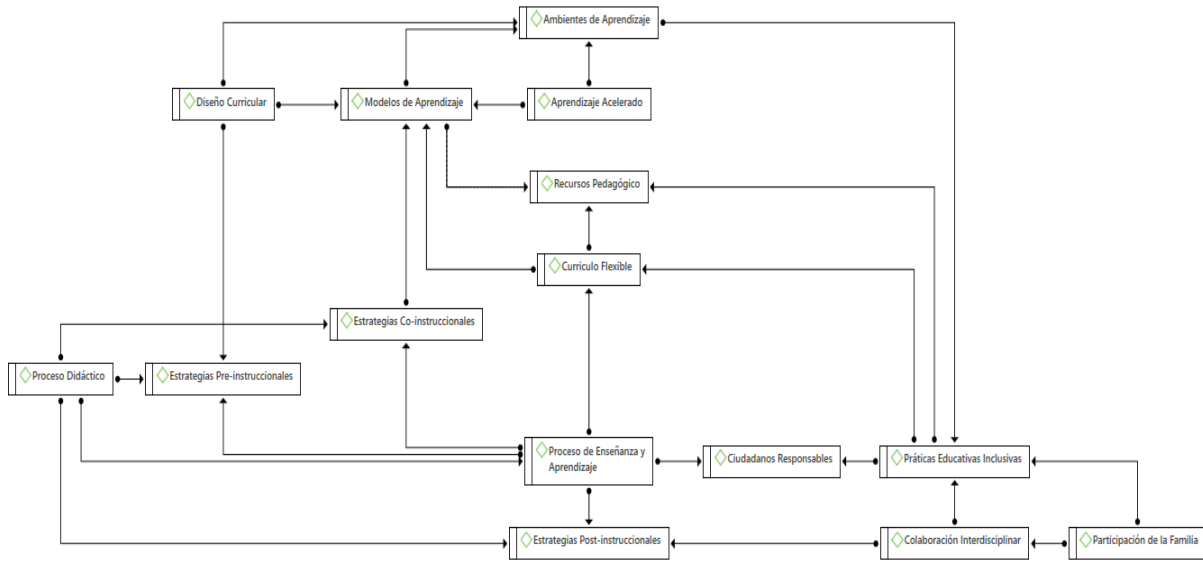 Ambientes de Aprendizaje
Diseño Curricular
Modelos de Aprendizaje
Aprendizaje Acelerado
Recursos Pedagógico
Curriculo Flexible
Estrategias Co-instruccionales
Proceso Didáctico
Estrategias Pre-instruccionales
Proceso de Enseñanza y
Aprendizaje
Ciudadanos Responsables
Práticas Educativas Inclusivas
Estrategias Post-instruccionales
Colaboración Interdisciplinar
Participación de la Familia